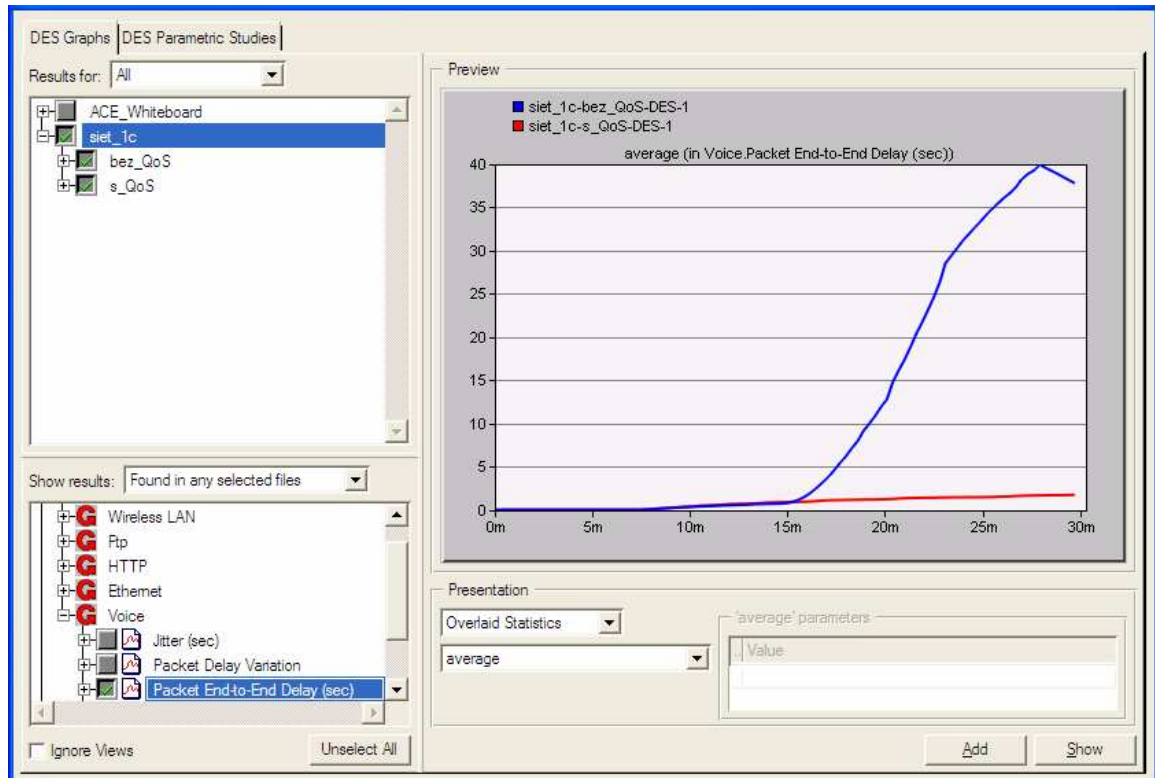 DES Graphs DES Parametric Studies
Results for: All
ACE_Whiteboard
siet_1c
bez_QoS
s_QoS
Show results: Found in any selected files
G Wireless LAN
G Ftp
G HTTP
G Ethernet
G Voice
Jitter (sec)
Packet Delay Variation
Packet End-to-End Delay (sec)
Ignore Views Unselect All
Preview
siet_1c-bez_QoS-DES-1
siet_1c-s_QoS-DES-1
average (in Voice.Packet End-to-End Delay (sec))
40
35
30
25
20
15
10
5
0
0m 5m 10m 15m 20m 25m 30m
Presentation
Overlaid Statistics
average
'average' parameters
.. Value
Add Show